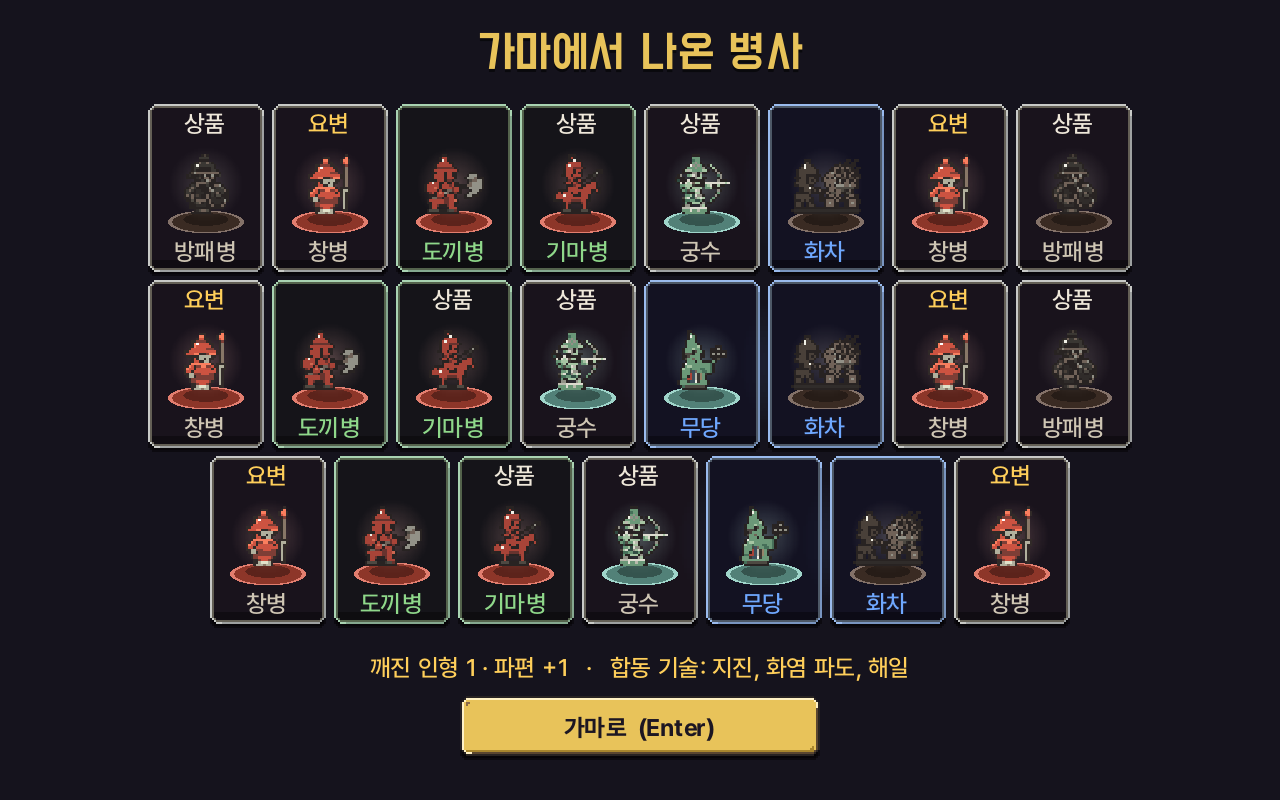 가마에서 나온 병사
상품 요변 상품 상품 요변 상품
방패병 창병 도끼병 기마병 궁수 화차 창병 방패병
요변 상품 요변 상품
창병 도끼병 기마병 궁수 무당 화차 창병 방패병
요변 상품 상품 요변
창병 도끼병 기마병 궁수 무당 화차 창병
깨진 인형 1 · 파편 +1 · 합동 기술: 지진, 화염 파도, 해일
가마로 (Enter)